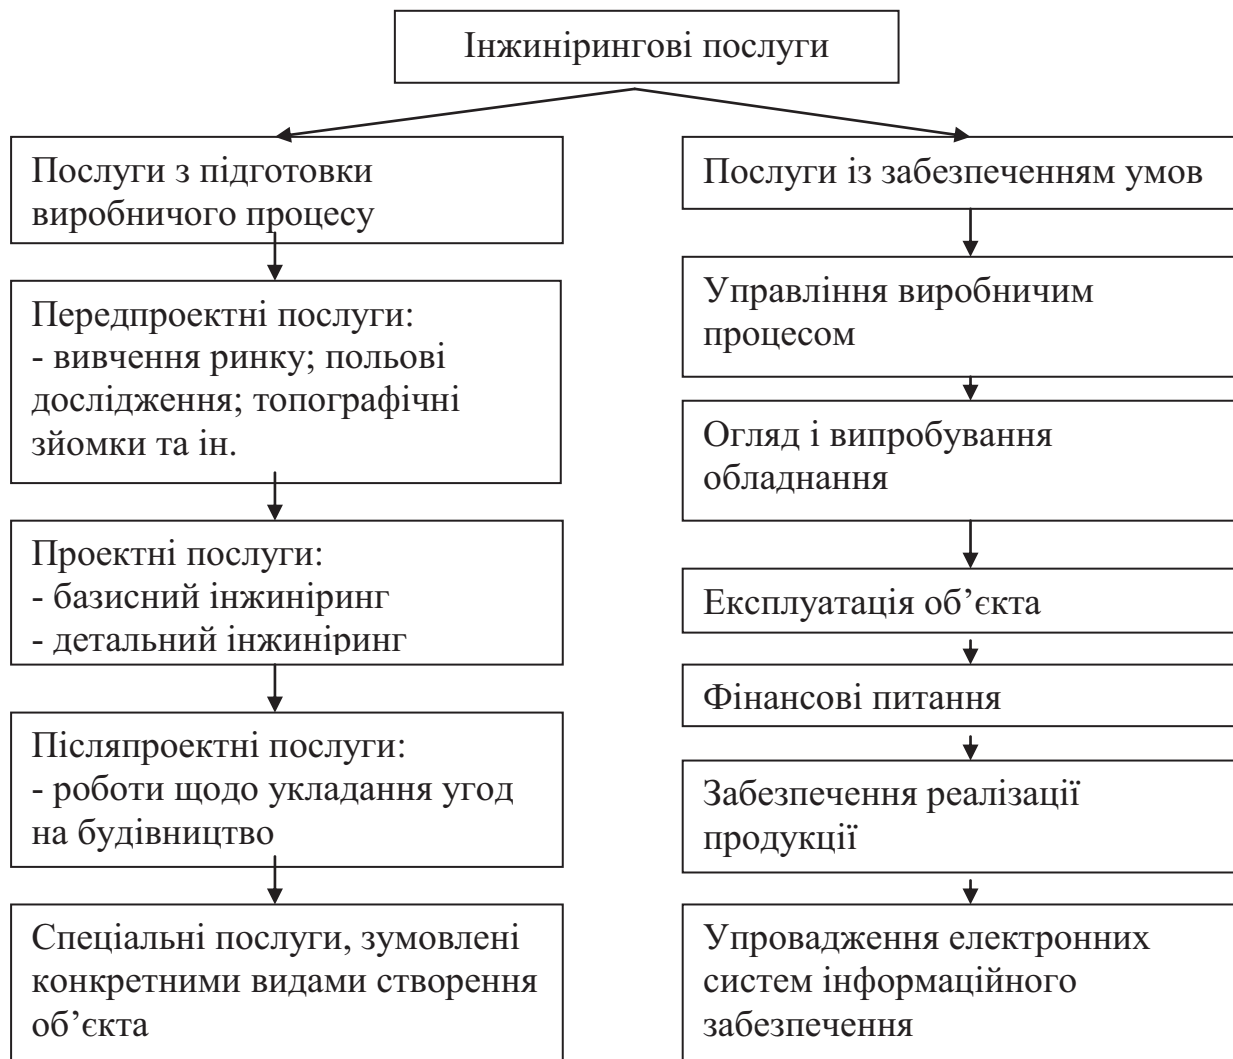 Інжинірингові послуги
Послуги з підготовки
виробничого процесу
Передпроектні послуги:
- вивчення ринку; польові
дослідження; топографічні
зйомки та ін.
Проектні послуги:
- базисний інжиніринг
- детальний інжиніринг
Післяпроектні послуги:
- роботи щодо укладання угод
на будівництво
Спеціальні послуги, зумовлені
конкретними видами створення
об’єкта
Послуги із забезпеченням умов
Управління виробничим
процесом
Огляд і випробування
обладнання
Експлуатація об’єкта
Фінансові питання
Забезпечення реалізації
продукції
Упровадження електронних
систем інформаційного
забезпечення